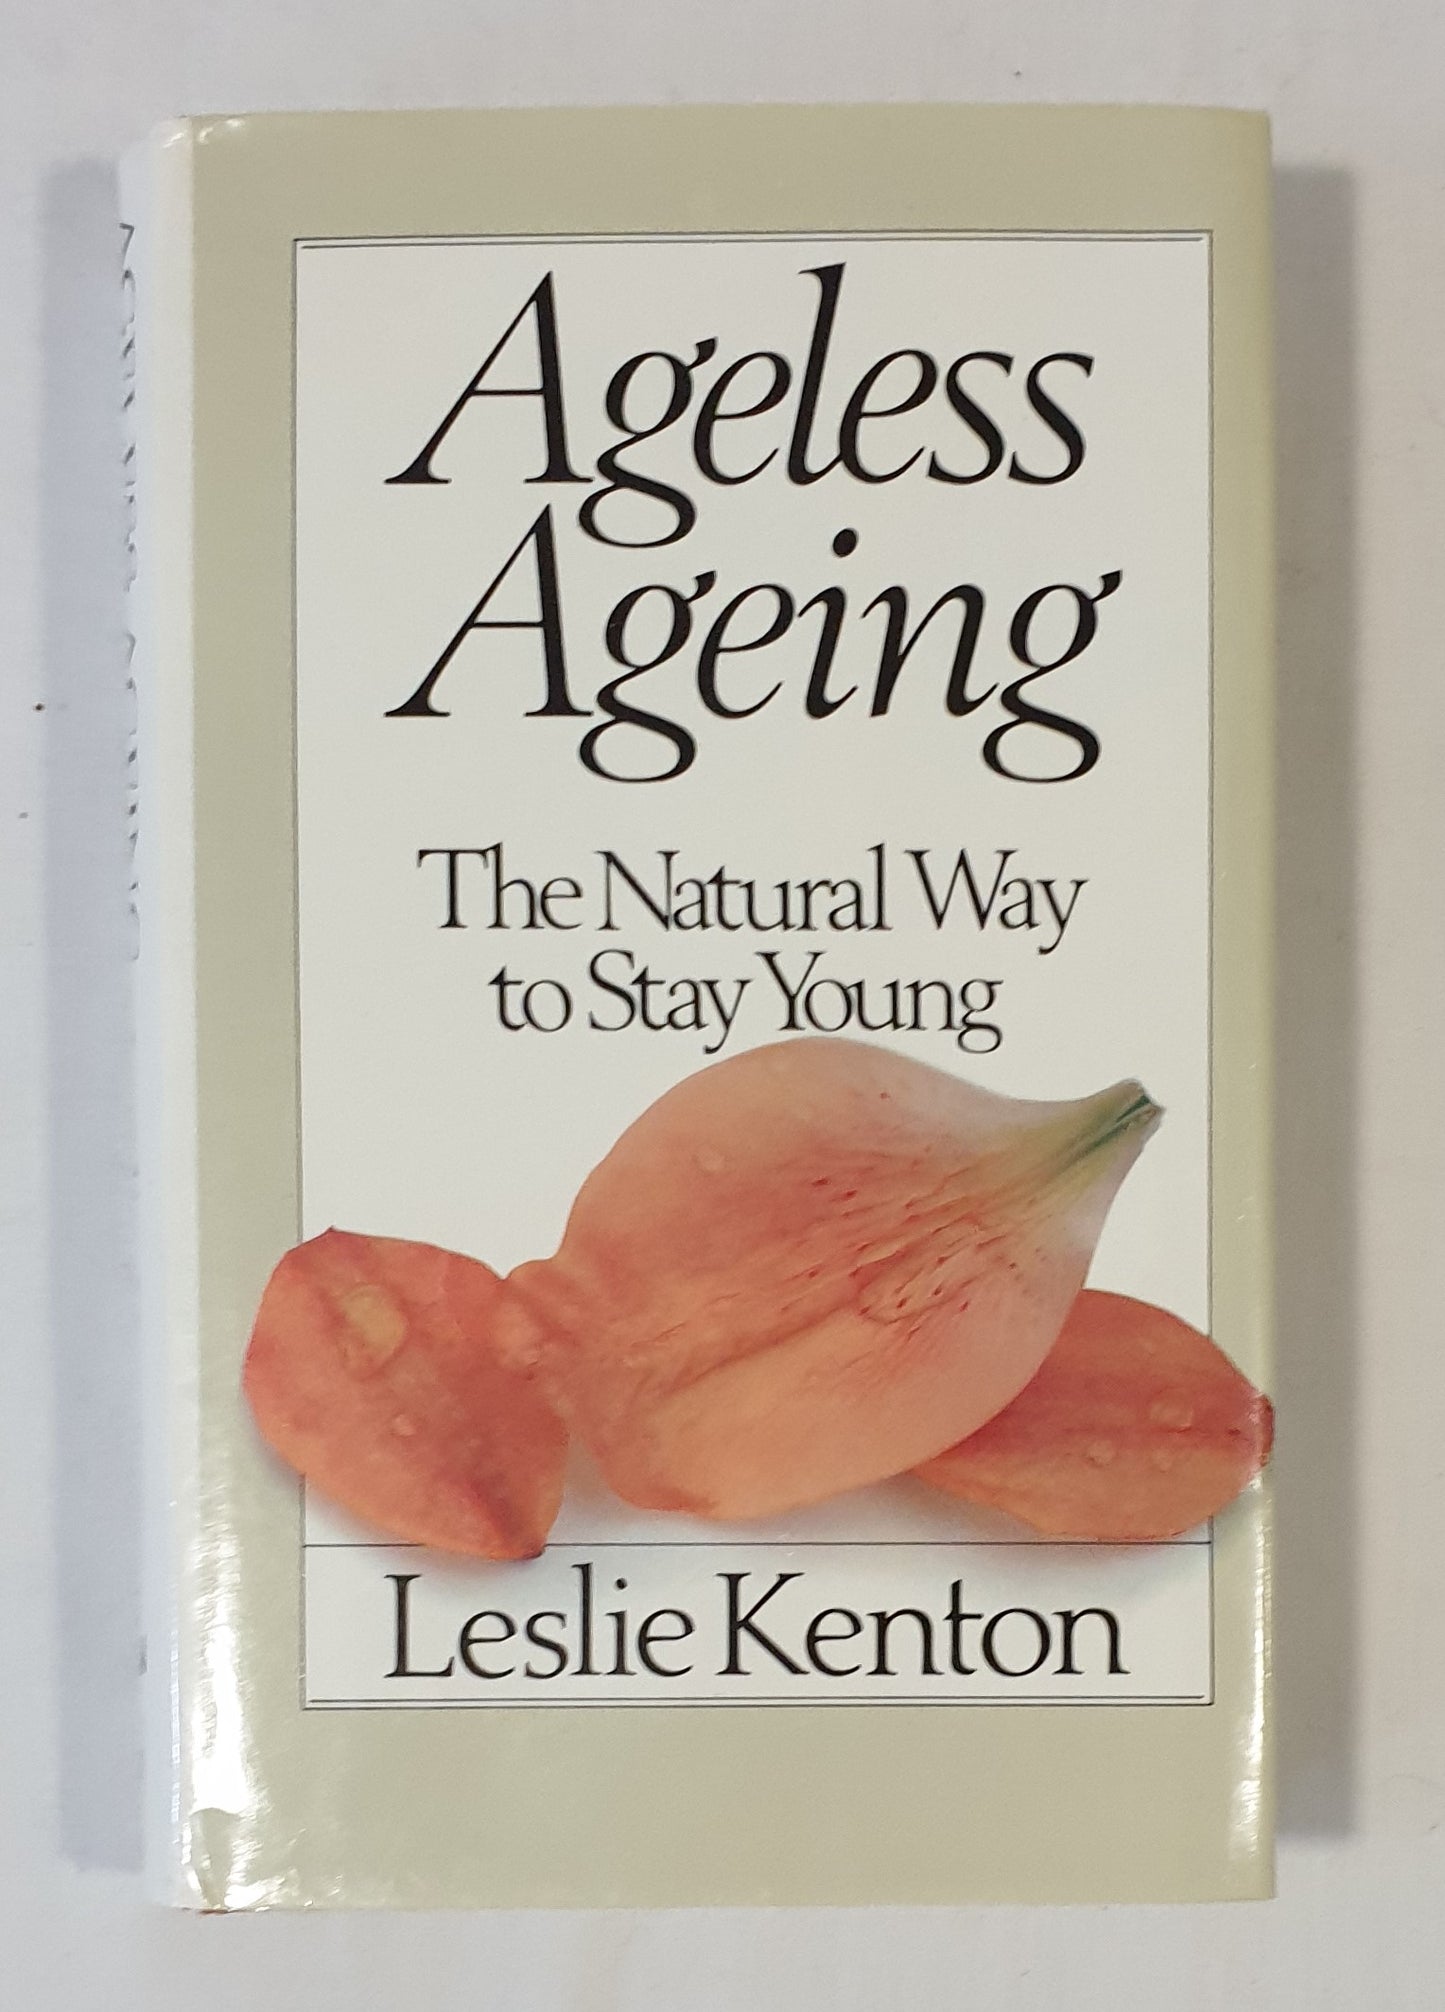 Ageless
Ageing
The Natural Way
to Stay Young
Leslie Kenton